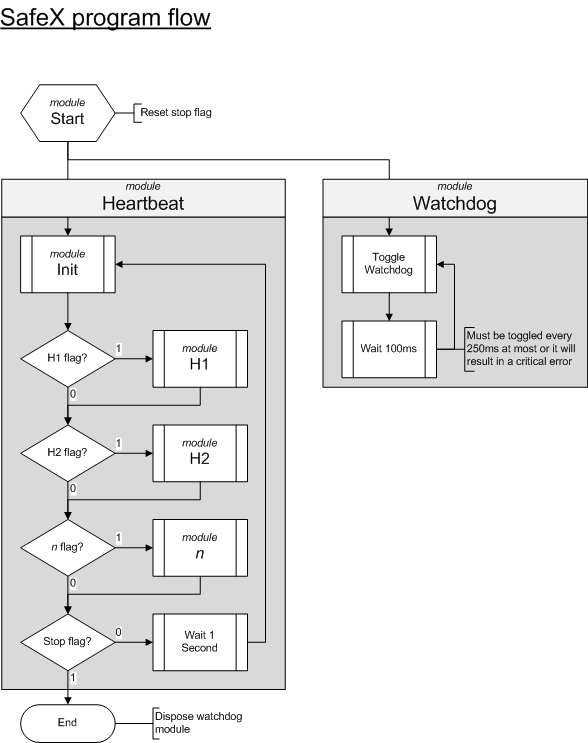 SafeX program flow
module
Start
Reset stop flag
module
Heartbeat
module
Init
H1 flag?
1
0
module
H1
H2 flag?
1
0
module
H2
n flag?
1
0
module
n
Stop flag?
0
1
Wait 1
Second
End
Dispose watchdog
module
module
Watchdog
Toggle
Watchdog
Wait 100ms
Must be toggled every
250ms at most or it will
result in a critical error